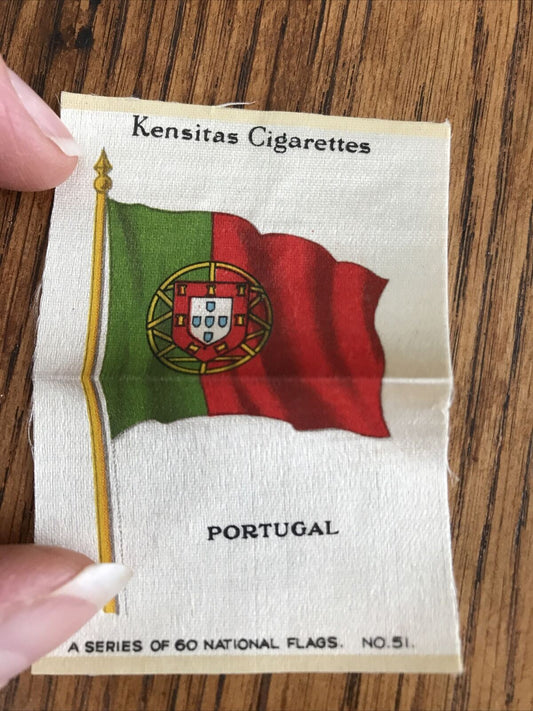 Kensitas Cigarettes
PORTUGAL
A SERIES OF 60 NATIONAL FLAGS. NO.51.